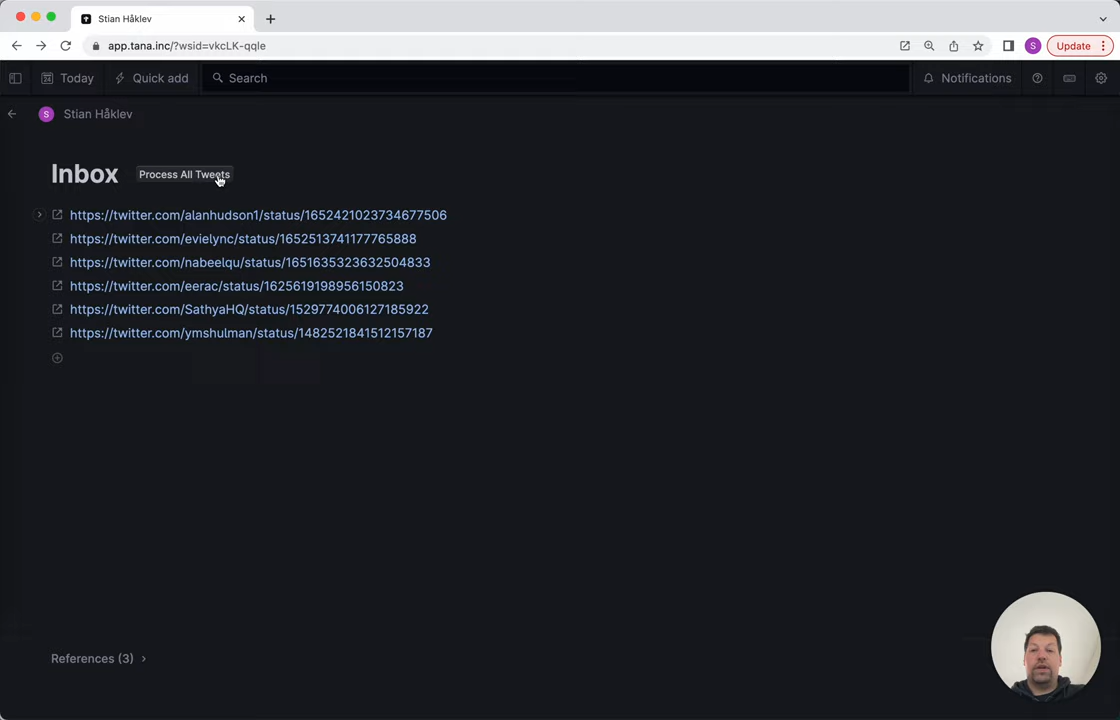 Stian Håklev
app.tana.inc/?wsid=vkcLK-qqle
S
Update
24 Today
Quick add
Search
Notifications
S Stian Håklev
Inbox
Process All Tweets
https://twitter.com/alanhudson1/status/1652421023734677506
https://twitter.com/evielync/status/1652513741177765888
https://twitter.com/nabeelqu/status/1651635323632504833
https://twitter.com/eerac/status/1625619198956150823
https://twitter.com/SathyaHQ/status/1529774006127185922
https://twitter.com/ymshulman/status/1482521841512157187
References (3)